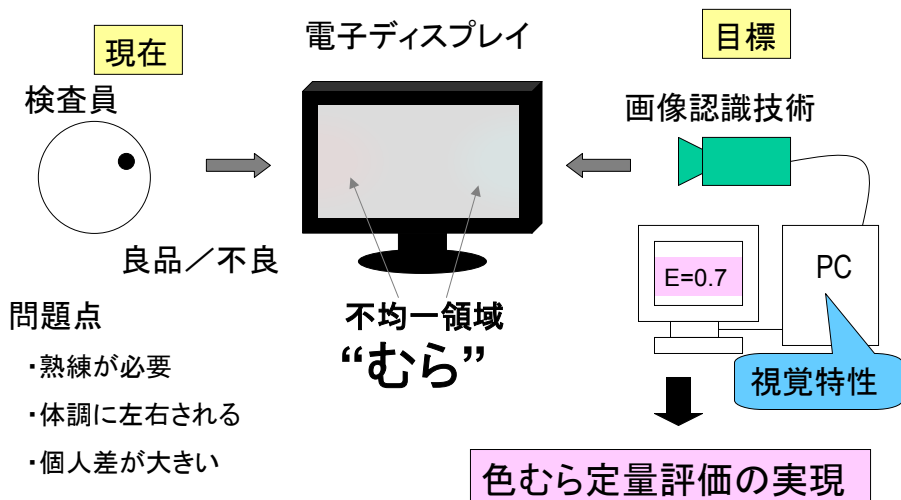 現在
検査員
良品／不良
問題点
・熟練が必要
・体調に左右される
・個人差が大きい
電子ディスプレイ
不均一領域
“むら”
目標
画像認識技術
E=0.7
PC
視覚特性
色むら定量評価の実現